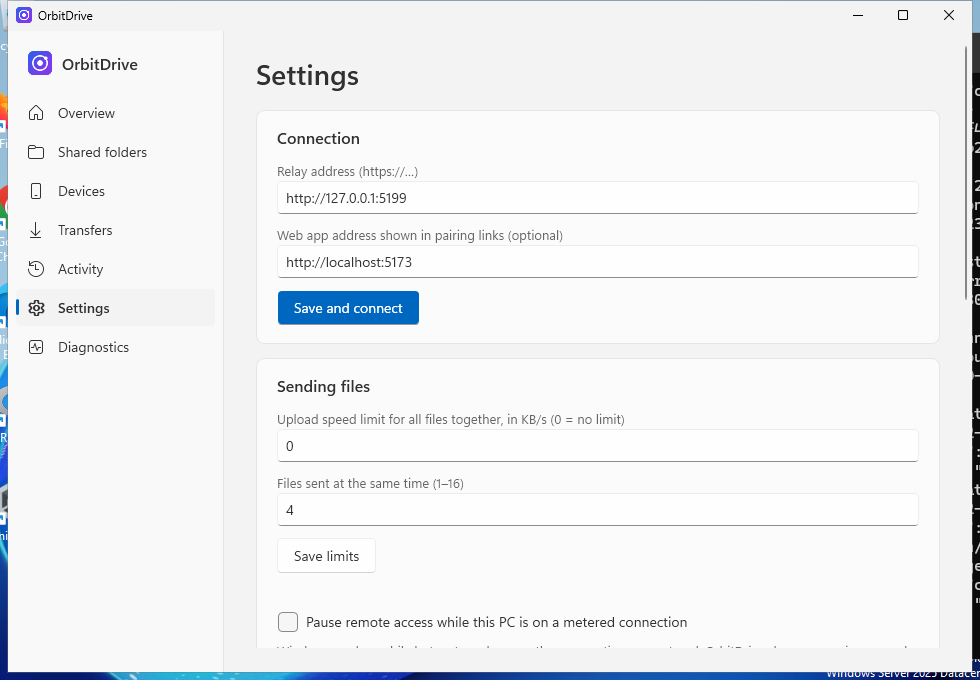 OrbitDrive
OrbitDrive
Overview
Shared folders
Devices
Transfers
Activity
Settings
Diagnostics
Settings
Connection
Relay address (https://...)
http://127.0.0.1:5199
Web app address shown in pairing links (optional)
http://localhost:5173
Save and connect
Sending files
Upload speed limit for all files together, in KB/s (0 = no limit)
0
Files sent at the same time (1–16)
4
Save limits
Pause remote access while this PC is on a metered connection
Windows Server 2025 Datacen